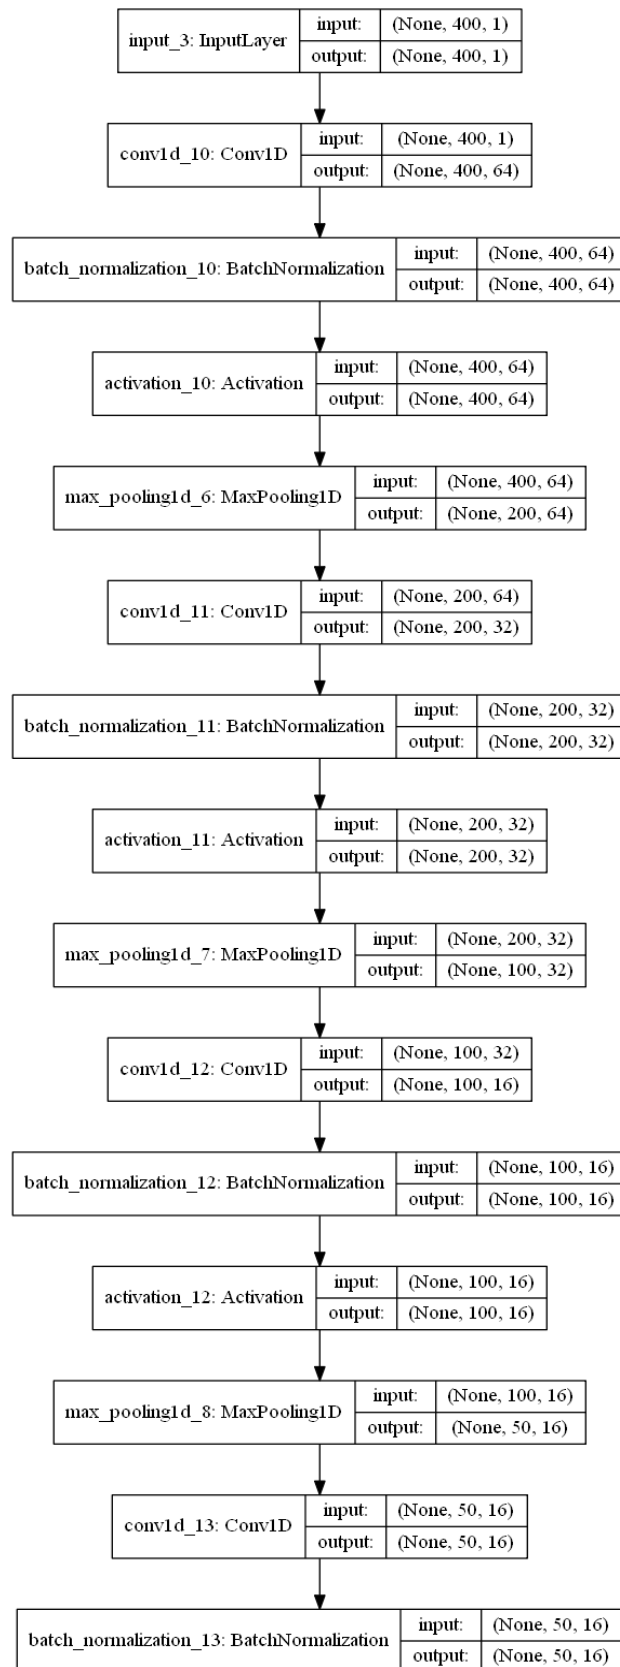 input_3: InputLayer
input: (None, 400, 1)
output: (None, 400, 1)
conv1d_10: Conv1D
input: (None, 400, 1)
output: (None, 400, 64)
batch_normalization_10: BatchNormalization
input: (None, 400, 64)
output: (None, 400, 64)
activation_10: Activation
input: (None, 400, 64)
output: (None, 400, 64)
max_pooling1d_6: MaxPooling1D
input: (None, 400, 64)
output: (None, 200, 64)
conv1d_11: Conv1D
input: (None, 200, 64)
output: (None, 200, 32)
batch_normalization_11: BatchNormalization
input: (None, 200, 32)
output: (None, 200, 32)
activation_11: Activation
input: (None, 200, 32)
output: (None, 200, 32)
max_pooling1d_7: MaxPooling1D
input: (None, 200, 32)
output: (None, 100, 32)
conv1d_12: Conv1D
input: (None, 100, 32)
output: (None, 100, 16)
batch_normalization_12: BatchNormalization
input: (None, 100, 16)
output: (None, 100, 16)
activation_12: Activation
input: (None, 100, 16)
output: (None, 100, 16)
max_pooling1d_8: MaxPooling1D
input: (None, 100, 16)
output: (None, 50, 16)
conv1d_13: Conv1D
input: (None, 50, 16)
output: (None, 50, 16)
batch_normalization_13: BatchNormalization
input: (None, 50, 16)
output: (None, 50, 16)